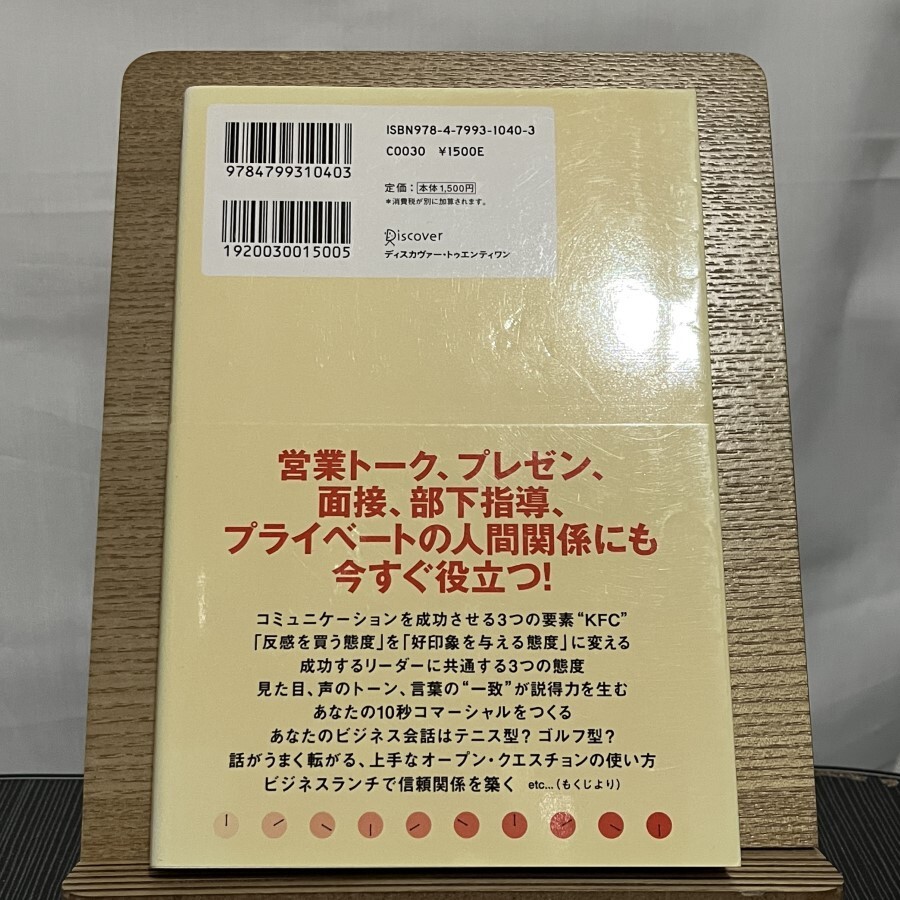 ISBN978-4-7993-1040-3
C0030 ¥1500E
9784799310403
定価：本体1,500円
＊消費税が別に加算されます。
1920030015005
Discover
ディスカヴァー・トゥエンティワン
営業トーク、プレゼン、
面接、部下指導、
プライベートの人間関係にも
今すぐ役立つ！
コミュニケーションを成功させる3つの要素“KFC”
「反感を買う態度」を「好印象を与える態度」に変える
成功するリーダーに共通する3つの態度
見た目、声のトーン、言葉の“一致”が説得力を生む
あなたの10秒コマーシャルをつくる
あなたのビジネス会話はテニス型？ ゴルフ型？
話がうまく転がる、上手なオープン・クエスチョンの使い方
ビジネスランチで信頼関係を築く etc...（もくじより）